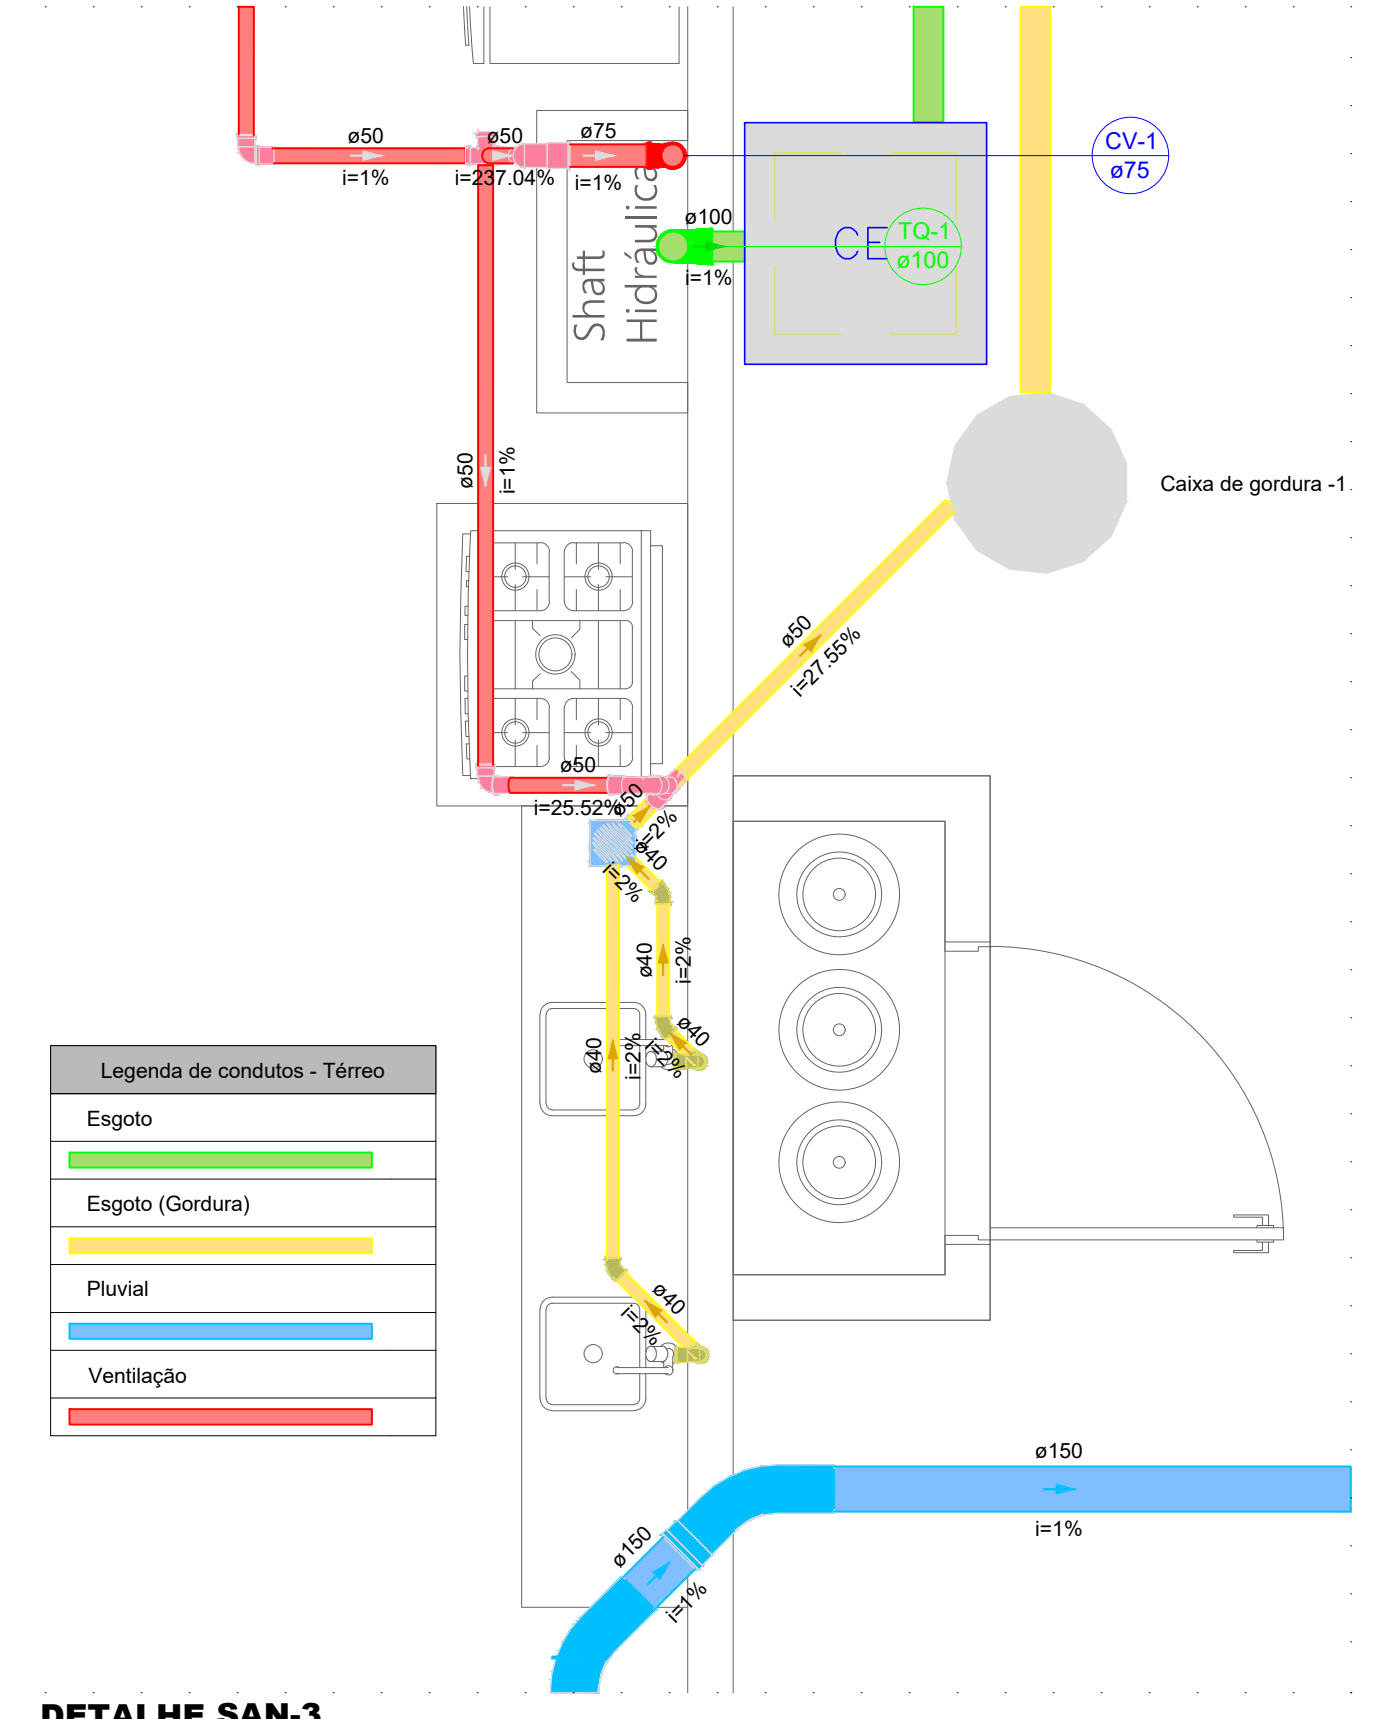 ø50
ø50
ø75
i=1%
i=237.04%
i=1%
CV-1
ø75
Shaft
Hidráulica
ø100
i=1%
CE
TQ-1
ø100
ø50
i=1%
Caixa de gordura -1
ø50
i=27.55%
ø50
i=25.52%
ø50
i=2%
ø40
i=2%
ø40
i=2%
ø40
i=2%
ø40
i=2%
ø40
i=2%
Legenda de condutos - Térreo
Esgoto
Esgoto (Gordura)
Pluvial
Ventilação
ø150
i=1%
ø150
i=1%
DETALHE SAN-3